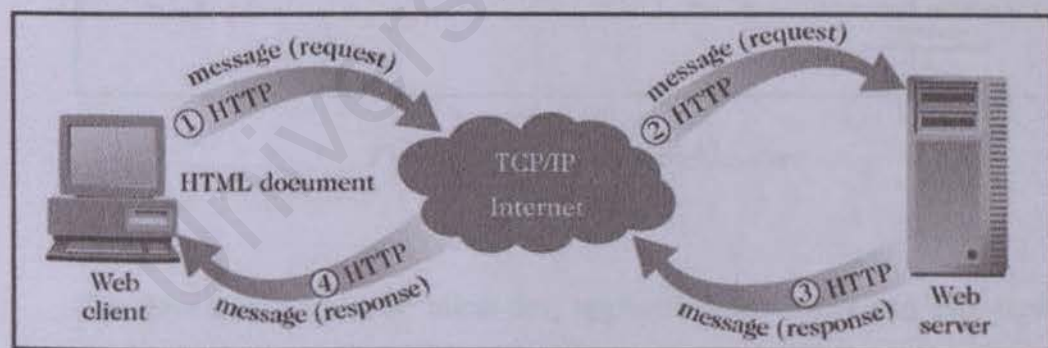 message (request)
① HTTP
HTML document
Web
client
TCP/IP
Internet
message (request)
② HTTP
③ HTTP
message (response)
Web
server
④ HTTP
message (response)